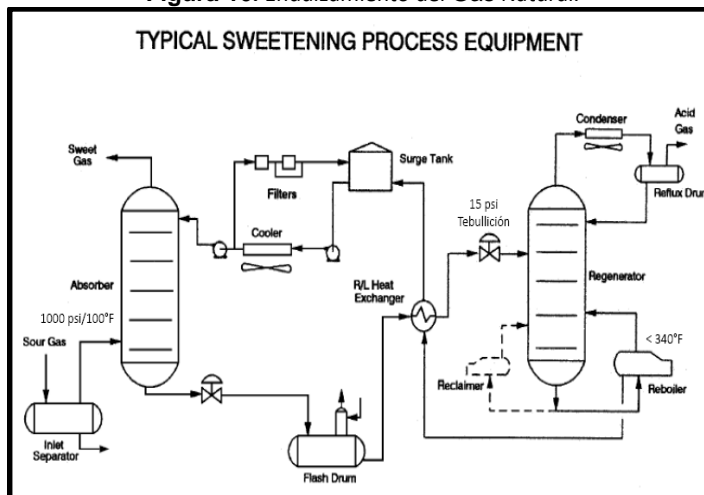 Figura 10. Endulzamiento del Gas Natural.
TYPICAL SWEETENING PROCESS EQUIPMENT
Condenser
Acid
Gas
Sweet
Gas
Surge Tank
Filters
Reflux Drum
15 psi
Tebullición
Cooler
Absorber
R/L Heat
Exchanger
Regenerator
1000 psi/100°F
Sour Gas
< 340°F
Reclaimer
Reboiler
Inlet
Separator
Flash Drum